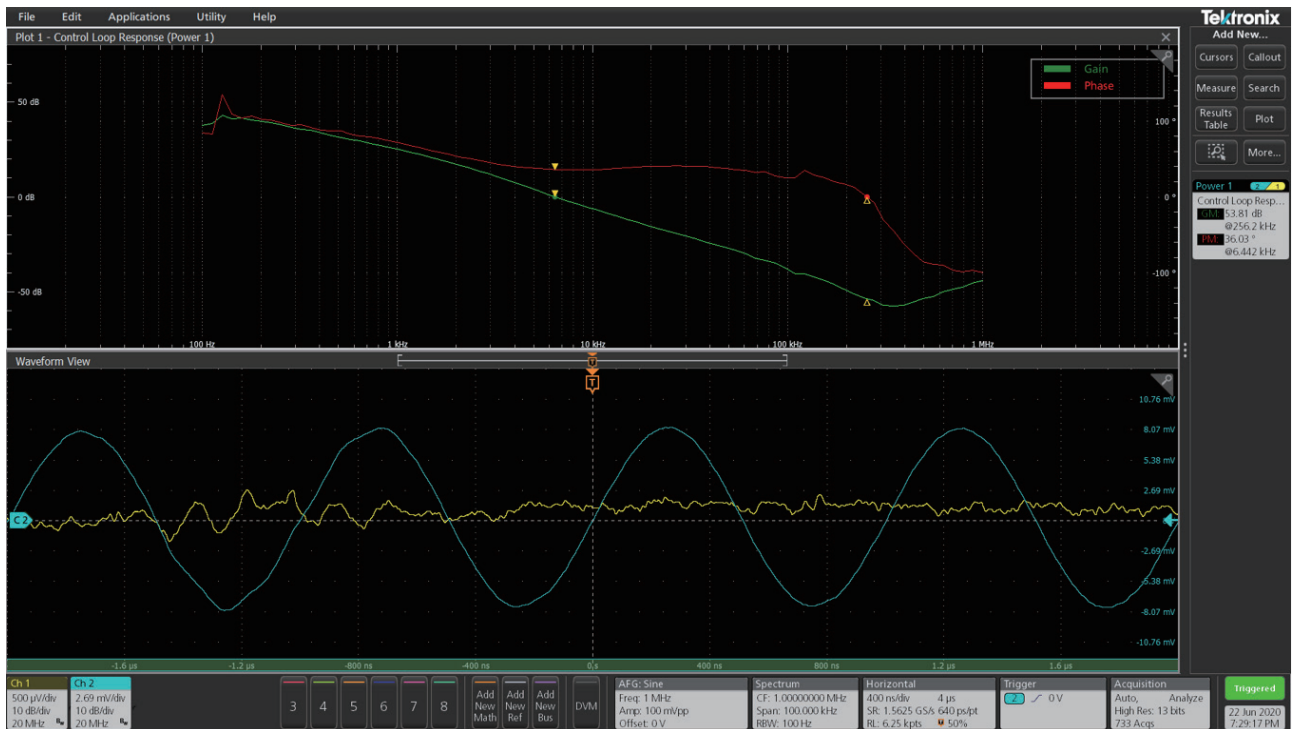 File Edit Applications Utility Help
Tektronix
Plot 1 - Control Loop Response (Power 1)
Add New...
Cursors Callout
Measure Search
Results Table Plot
More...
Gain
Phase
50 dB
0 dB
-50 dB
100 °
0 °
-100 °
100 Hz 1 kHz 10 kHz 100 kHz 1 MHz
Power 1 2 1
Control Loop Resp...
GM: 53.81 dB
@256.2 kHz
PM: 36.03 °
@6.442 kHz
Waveform View
T
T
10.76 mV
8.07 mV
5.38 mV
2.69 mV
C 2
-2.69 mV
-5.38 mV
-8.07 mV
-10.76 mV
-1.6 µs -1.2 µs -800 ns -400 ns 0 s 400 ns 800 ns 1.2 µs 1.6 µs
Ch 1
500 µV/div
10 dB/div
20 MHz Bw
Ch 2
2.69 mV/div
10 dB/div
20 MHz Bw
3 4 5 6 7 8
Add New Math
Add New Ref
Add New Bus
DVM
AFG: Sine
Freq: 1 MHz
Amp: 100 mVpp
Offset: 0 V
Spectrum
CF: 1.00000000 MHz
Span: 100.000 kHz
RBW: 100 Hz
Horizontal
400 ns/div 4 µs
SR: 1.5625 GS/s 640 ps/pt
RL: 6.25 kpts 50%
Trigger
2 0 V
Acquisition
Auto, Analyze
High Res: 13 bits
733 Acqs
Triggered
22 Jun 2020
7:29:17 PM